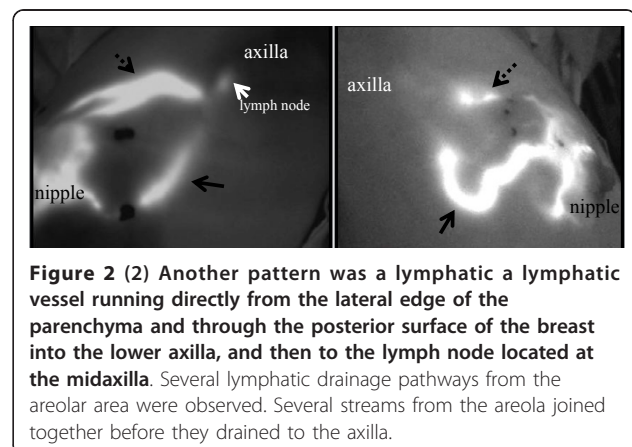 axilla
lymph node
nipple
axilla
nipple
Figure 2 (2) Another pattern was a lymphatic a lymphatic
vessel running directly from the lateral edge of the
parenchyma and through the posterior surface of the breast
into the lower axilla, and then to the lymph node located at
the midaxilla. Several lymphatic drainage pathways from the
areolar area were observed. Several streams from the areola joined
together before they drained to the axilla.